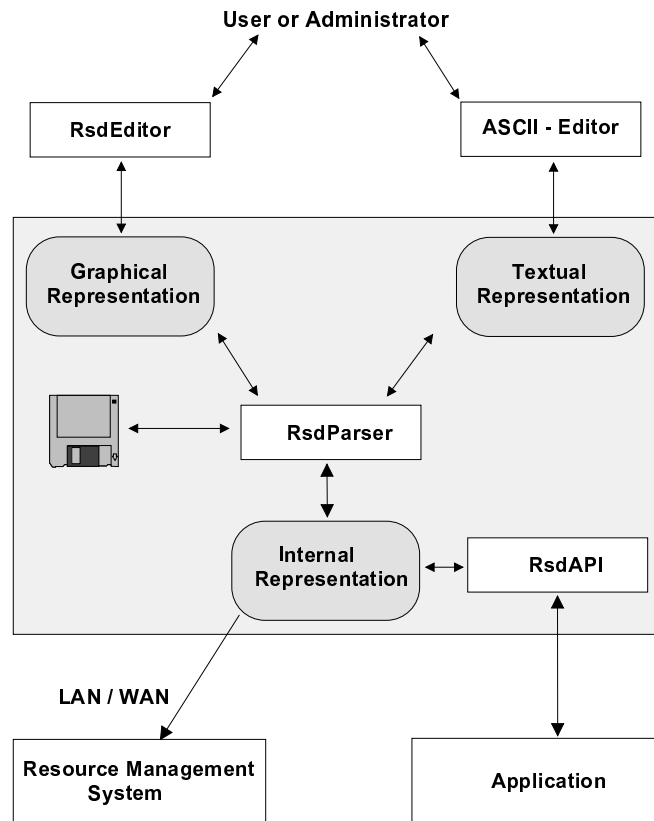 User or Administrator
RsdEditor
ASCII - Editor
Graphical
Representation
Textual
Representation
RsdParser
Internal
Representation
RsdAPI
LAN / WAN
Resource Management
System
Application